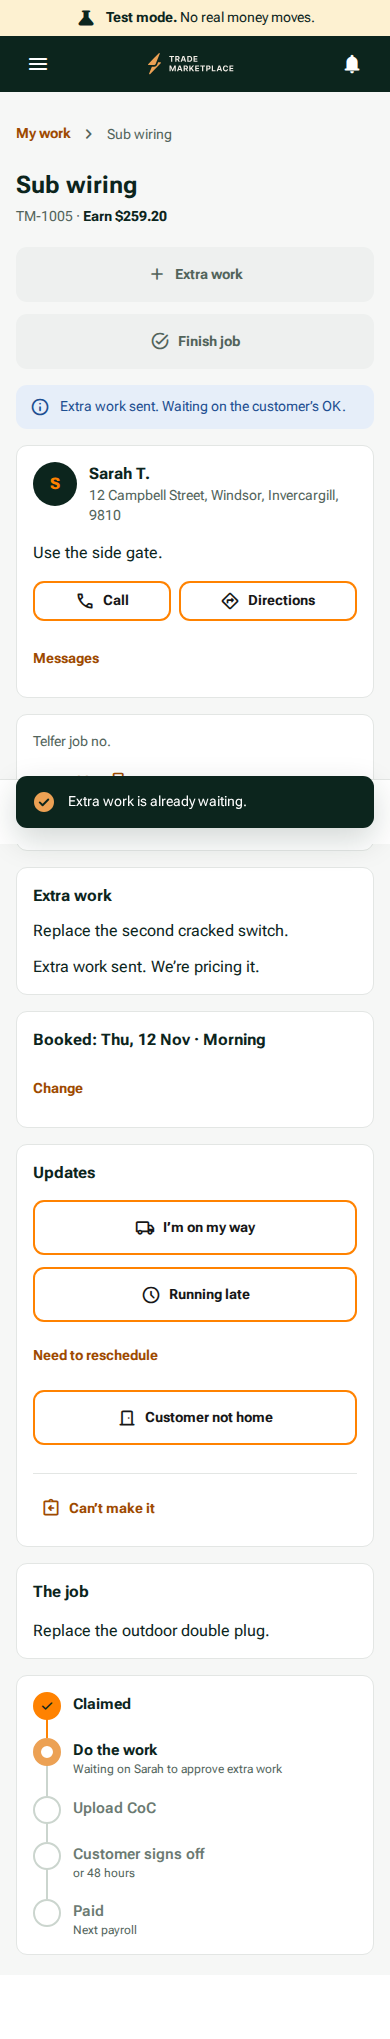 Test mode. No real money moves.
TRADE
MARKETPLACE
My work
Sub wiring
Sub wiring
TM-1005 · Earn $259.20
Extra work
Finish job
Extra work sent. Waiting on the customer’s OK.
S
Sarah T.
12 Campbell Street, Windsor, Invercargill,
9810
Use the side gate.
Call
Directions
Messages
Telfer job no.
Extra work is already waiting.
Extra work
Replace the second cracked switch.
Extra work sent. We’re pricing it.
Booked: Thu, 12 Nov · Morning
Change
Updates
I’m on my way
Running late
Need to reschedule
Customer not home
Can’t make it
The job
Replace the outdoor double plug.
Claimed
Do the work
Waiting on Sarah to approve extra work
Upload CoC
Customer signs off
or 48 hours
Paid
Next payroll